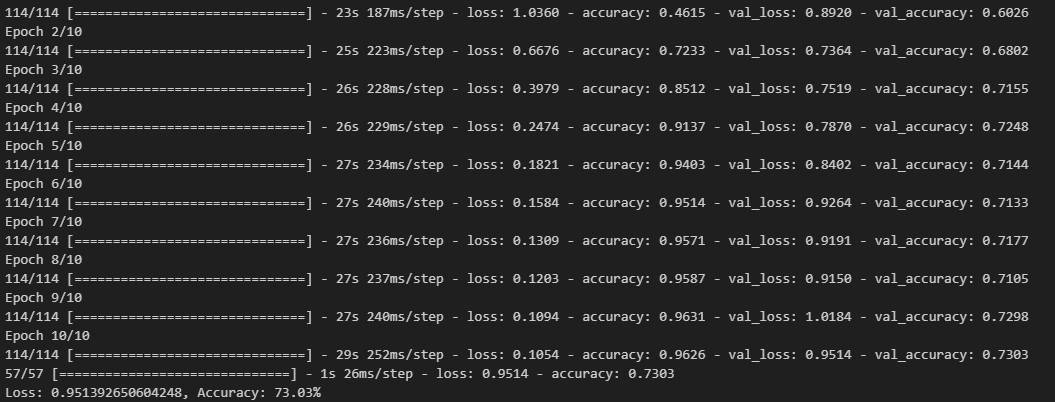 114/114 [==============================] - 23s 187ms/step - loss: 1.0360 - accuracy: 0.4615 - val_loss: 0.8920 - val_accuracy: 0.6026
Epoch 2/10
114/114 [==============================] - 25s 223ms/step - loss: 0.6676 - accuracy: 0.7233 - val_loss: 0.7364 - val_accuracy: 0.6802
Epoch 3/10
114/114 [==============================] - 26s 228ms/step - loss: 0.3979 - accuracy: 0.8512 - val_loss: 0.7519 - val_accuracy: 0.7155
Epoch 4/10
114/114 [==============================] - 26s 229ms/step - loss: 0.2474 - accuracy: 0.9137 - val_loss: 0.7870 - val_accuracy: 0.7248
Epoch 5/10
114/114 [==============================] - 27s 234ms/step - loss: 0.1821 - accuracy: 0.9403 - val_loss: 0.8402 - val_accuracy: 0.7144
Epoch 6/10
114/114 [==============================] - 27s 240ms/step - loss: 0.1584 - accuracy: 0.9514 - val_loss: 0.9264 - val_accuracy: 0.7133
Epoch 7/10
114/114 [==============================] - 27s 236ms/step - loss: 0.1309 - accuracy: 0.9571 - val_loss: 0.9191 - val_accuracy: 0.7177
Epoch 8/10
114/114 [==============================] - 27s 237ms/step - loss: 0.1203 - accuracy: 0.9587 - val_loss: 0.9150 - val_accuracy: 0.7105
Epoch 9/10
114/114 [==============================] - 27s 240ms/step - loss: 0.1094 - accuracy: 0.9631 - val_loss: 1.0184 - val_accuracy: 0.7298
Epoch 10/10
114/114 [==============================] - 29s 252ms/step - loss: 0.1054 - accuracy: 0.9626 - val_loss: 0.9514 - val_accuracy: 0.7303
57/57 [==============================] - 1s 26ms/step - loss: 0.9514 - accuracy: 0.7303
Loss: 0.951392650604248, Accuracy: 73.03%